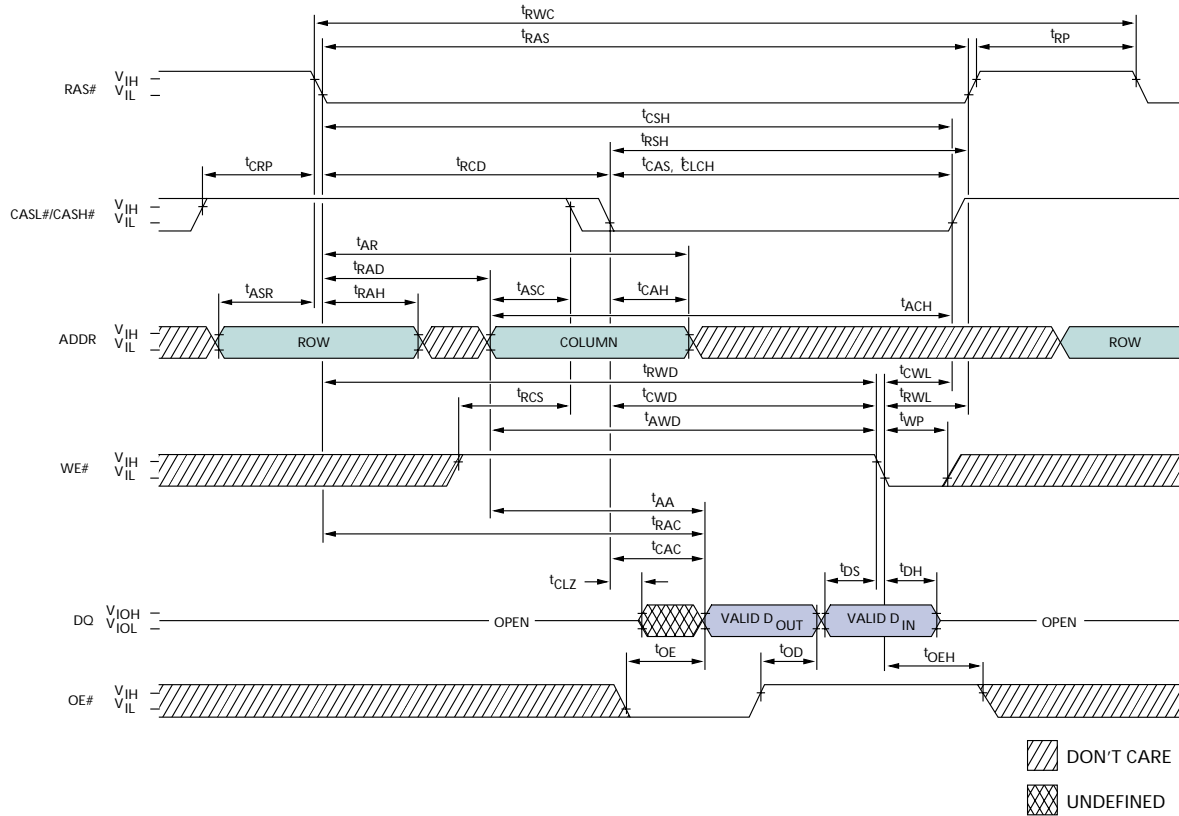 tRWC
tRAS
tRP
RAS#
VIH
VIL
tCSH
tRSH
tCRP
tRCD
tCAS, tCLCH
CASL#/CASH#
VIH
VIL
tAR
tRAD
tASC
tCAH
tASR
tRAH
tACH
ADDR
VIH
VIL
ROW
COLUMN
ROW
tRWD
tCWL
tRCS
tCWD
tRWL
tAWD
tWP
WE#
VIH
VIL
tAA
tRAC
tCAC
tCLZ
tDS
tDH
DQ
VIOH
VIOL
OPEN
VALID DOUT
VALID DIN
OPEN
tOE
tOD
tOEH
OE#
VIH
VIL
DON'T CARE
UNDEFINED